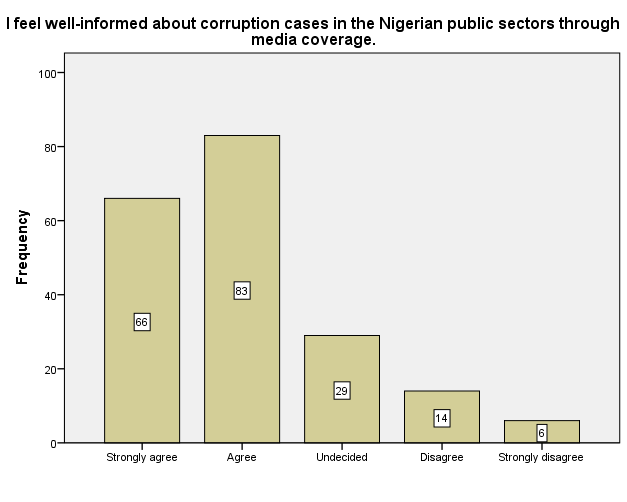 I feel well-informed about corruption cases in the Nigerian public sectors through
media coverage.
100
80
60
40
20
0
Frequency
66
83
29
14
6
Strongly agree
Agree
Undecided
Disagree
Strongly disagree